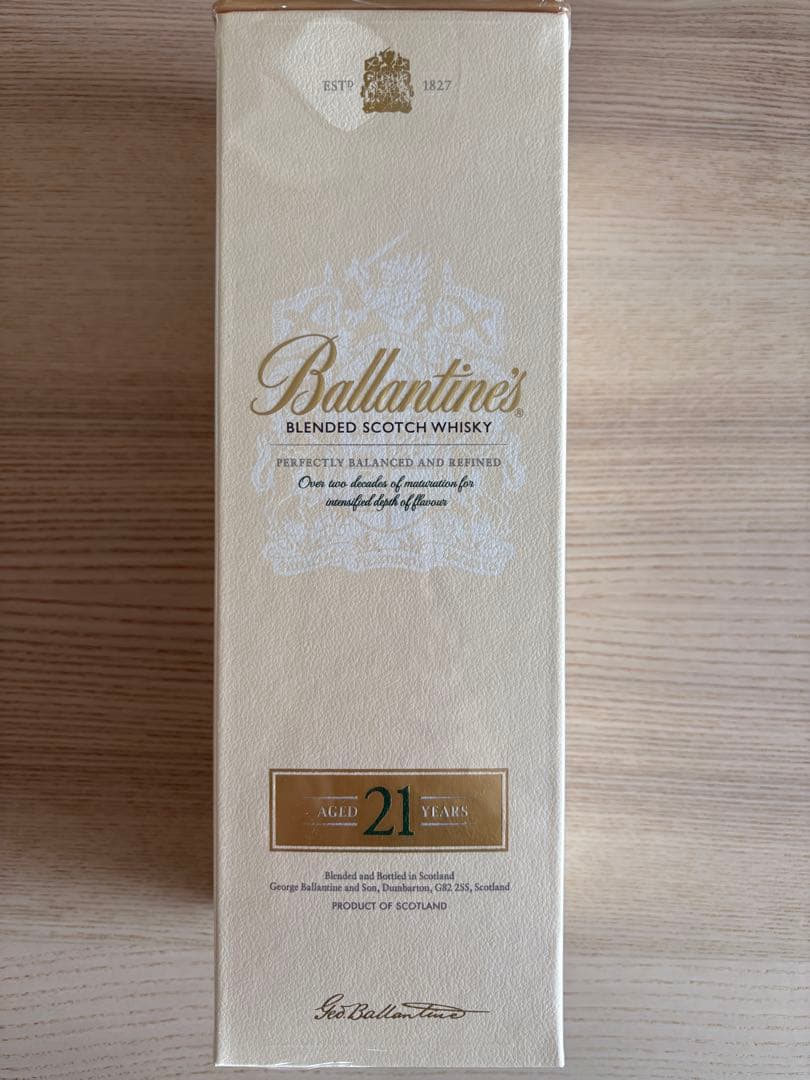 ESTD 1827
Ballantine's®
BLENDED SCOTCH WHISKY
PERFECTLY BALANCED AND REFINED
Over two decades of maturation for
intensified depth of flavour
AGED 21 YEARS
Blended and Bottled in Scotland
George Ballantine and Son, Dumbarton, G82 2SS, Scotland
PRODUCT OF SCOTLAND
Geo. Ballantine